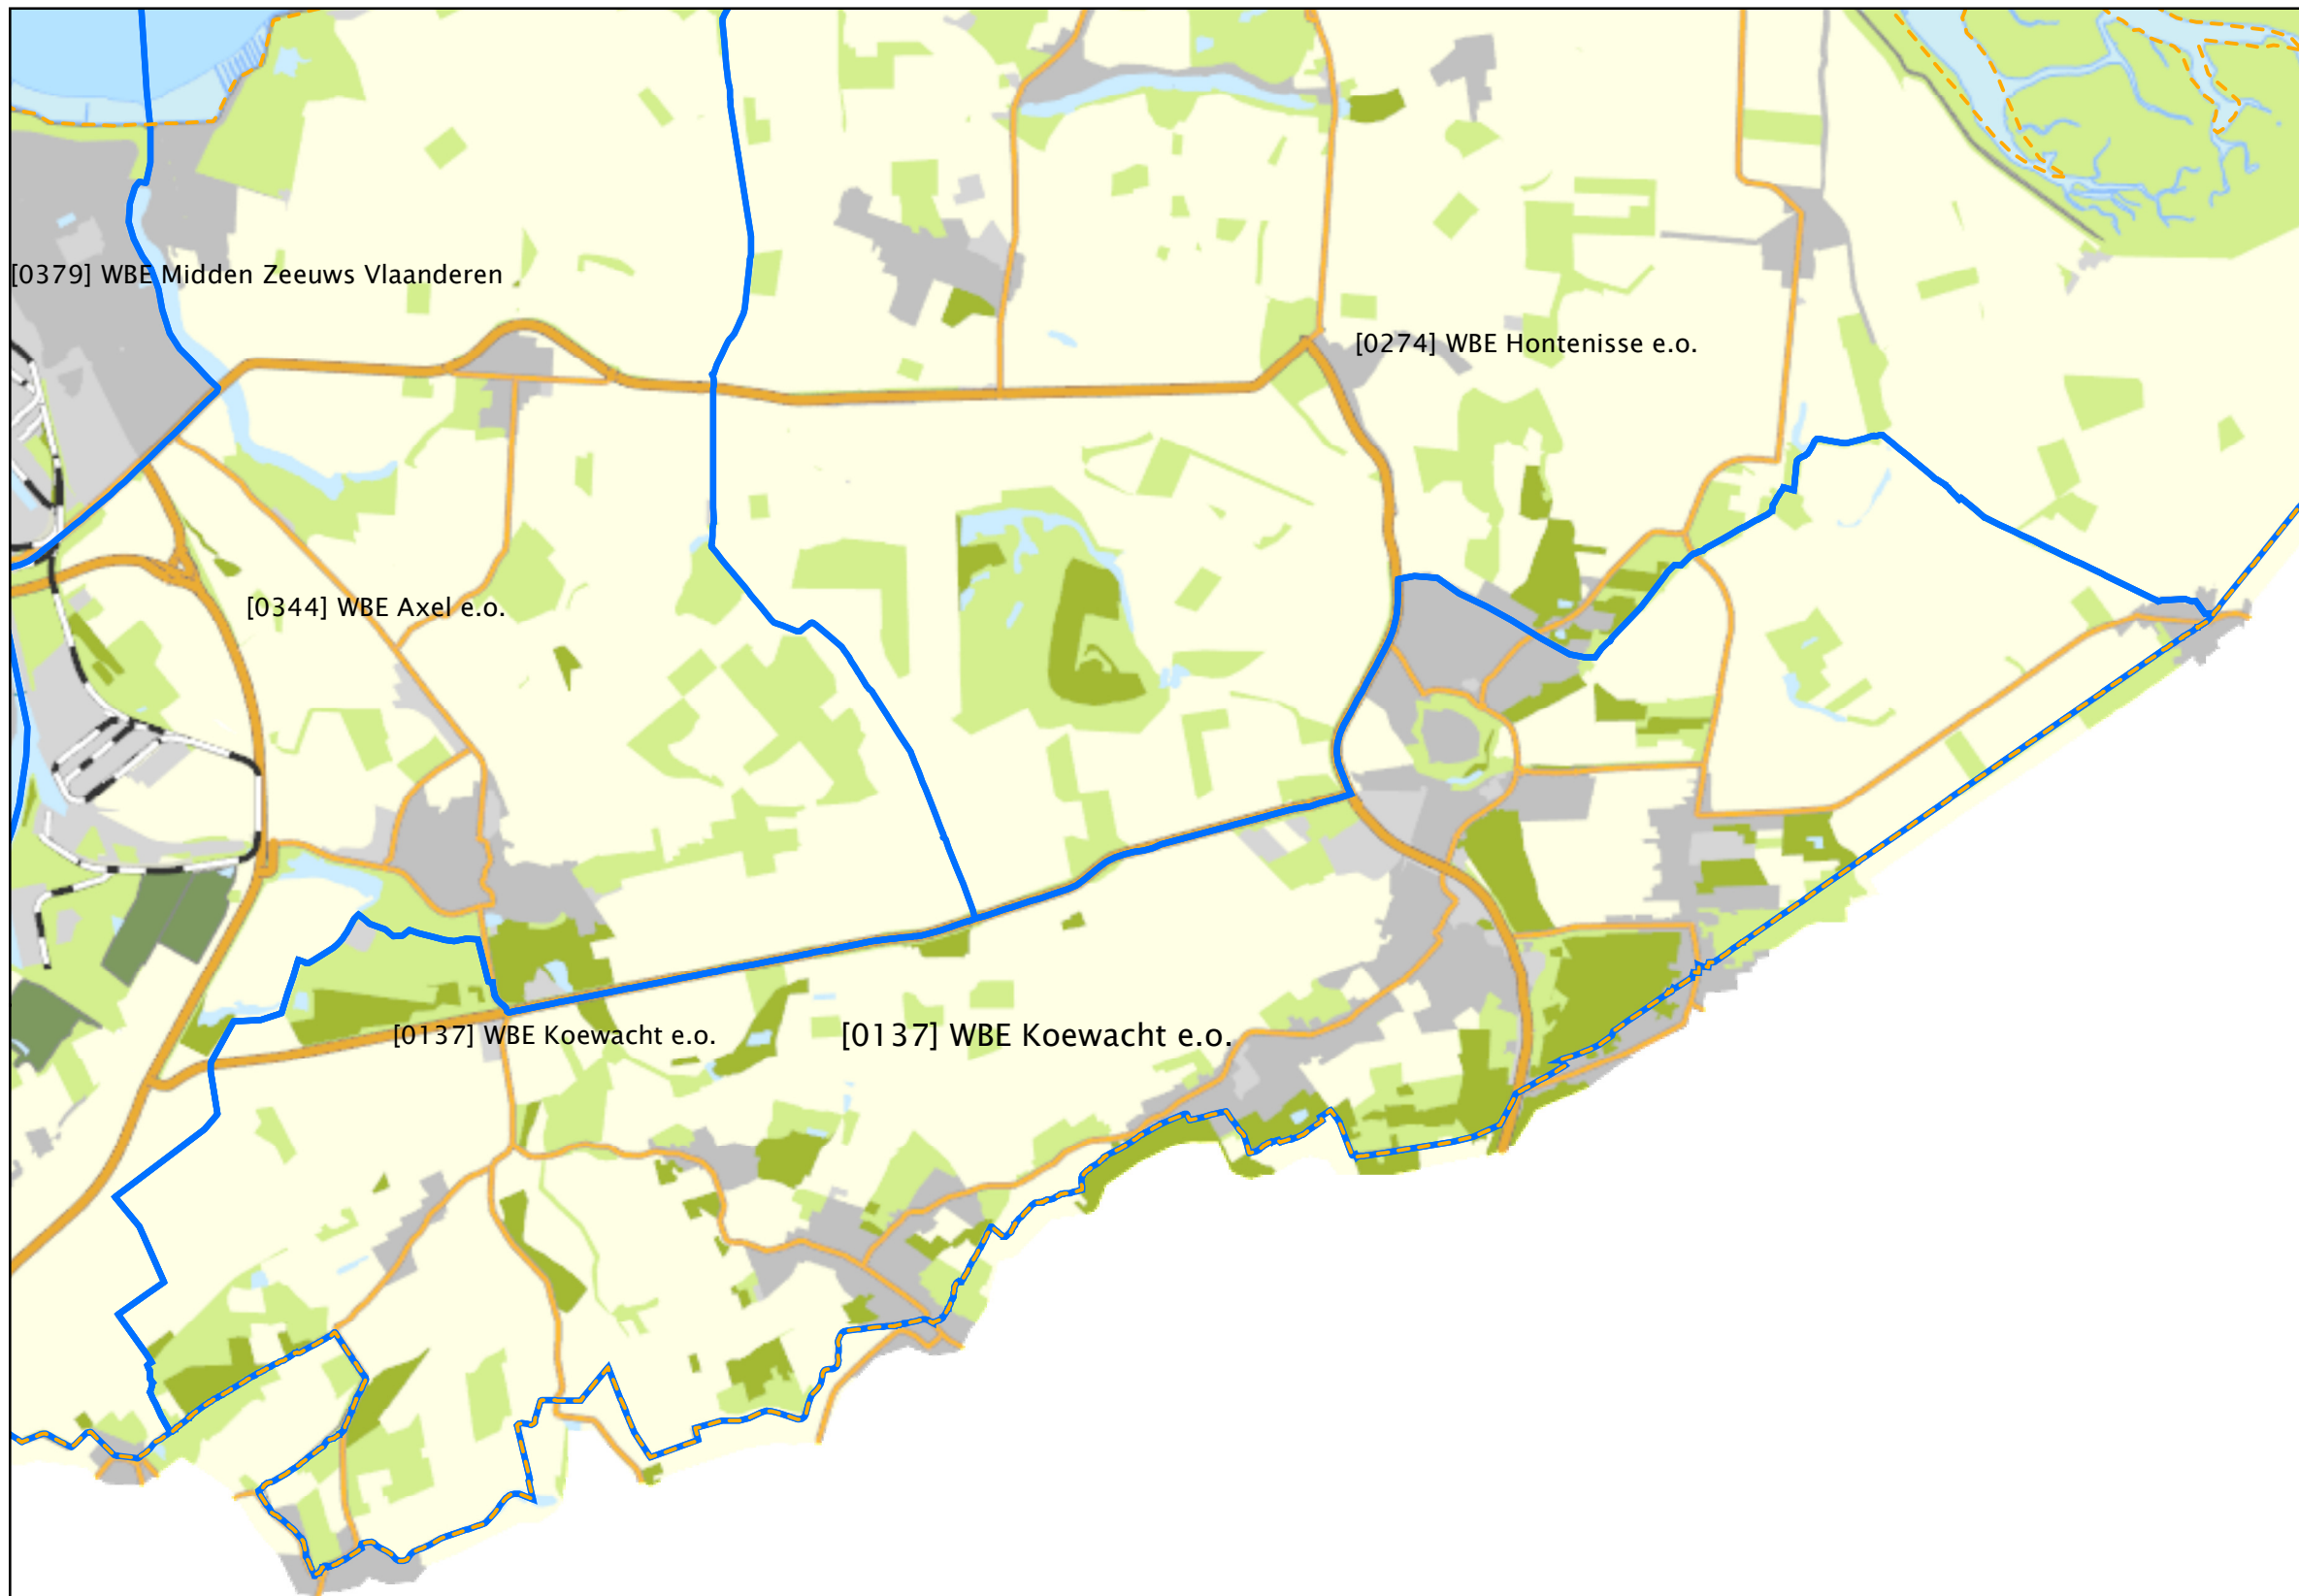 [0379] WBE Midden Zeeuws Vlaanderen
[0274] WBE Hontenisse e.o.
[0344] WBE Axel e.o.
[0137] WBE Koewacht e.o.
[0137] WBE Koewacht e.o.